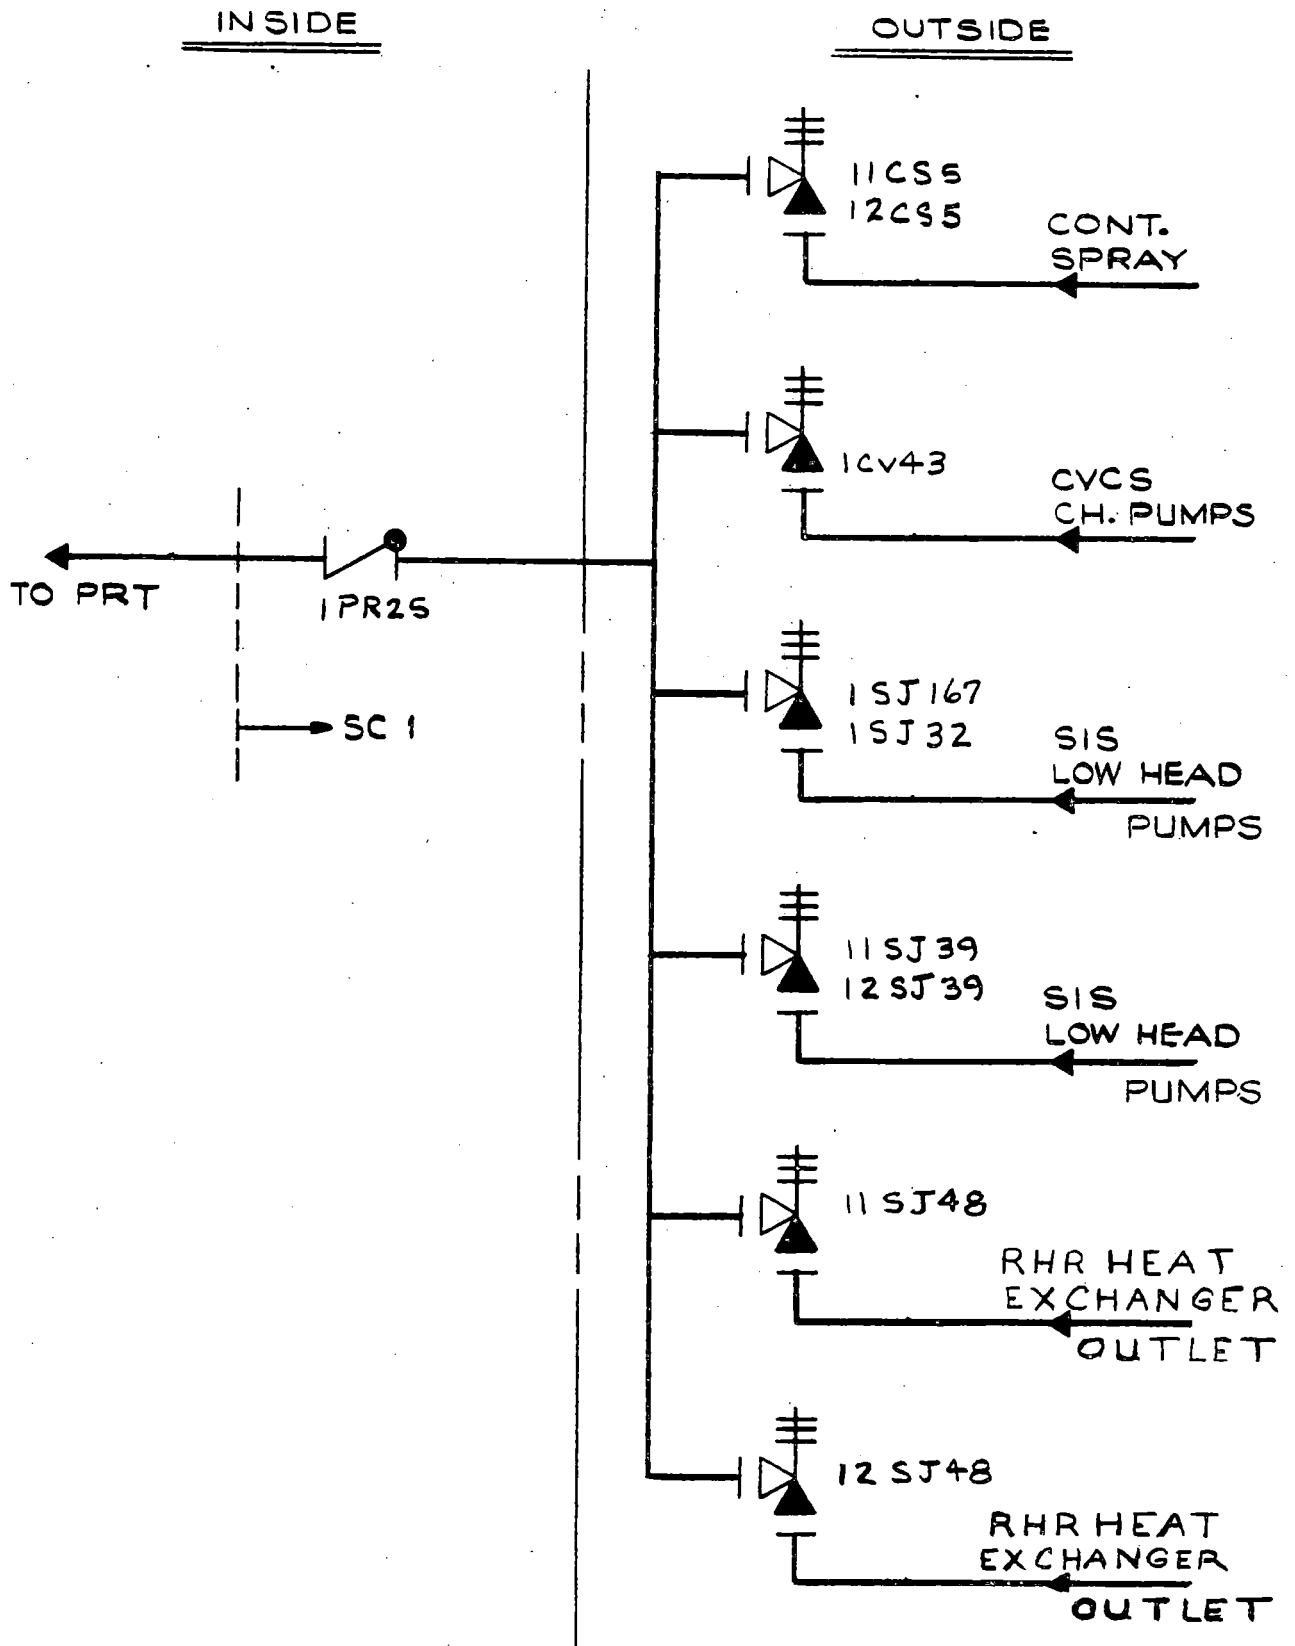 INSIDE
OUTSIDE
11CS5
12CS5
CONT.
SPRAY
1CV43
CVCS
CH. PUMPS
TO PRT
1PR25
SC 1
1SJ167
1SJ32
SIS
LOW HEAD
PUMPS
11SJ39
12SJ39
SIS
LOW HEAD
PUMPS
11SJ48
RHR HEAT
EXCHANGER
OUTLET
12SJ48
RHR HEAT
EXCHANGER
OUTLET